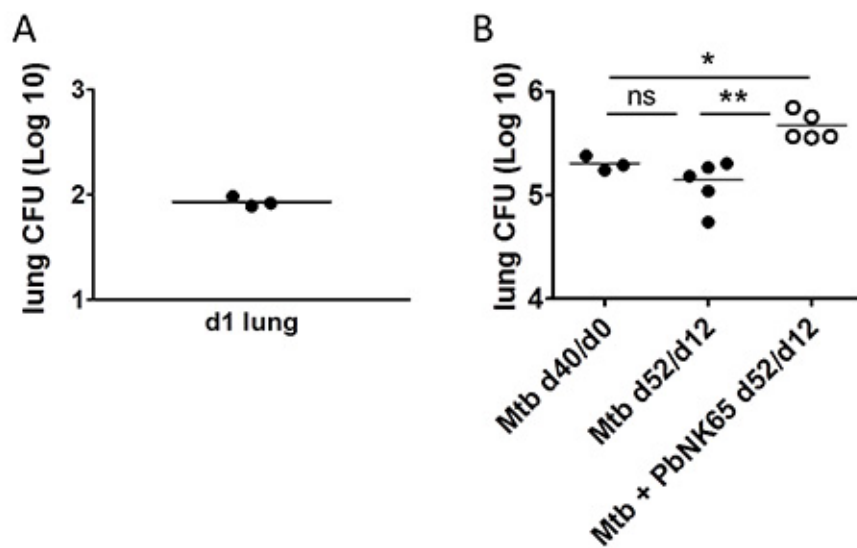 A
lung CFU (Log 10)
3
2
1
d1 lung
B
lung CFU (Log 10)
6
5
4
*
ns
**
Mtb d40/d0
Mtb d52/d12
Mtb + PbNK65 d52/d12